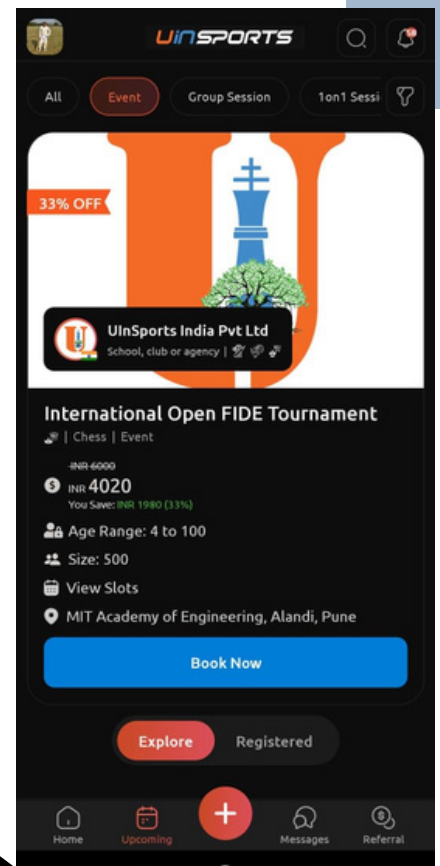 UinSPORTS
All Event Group Session 1on1 Sessi
33% OFF
UInSports India Pvt Ltd
School, club or agency |
International Open FIDE Tournament
| Chess | Event
INR 6000
INR 4020
You Save: INR 1980 (33%)
Age Range: 4 to 100
Size: 500
View Slots
MIT Academy of Engineering, Alandi, Pune
Book Now
Explore Registered
Home Upcoming Messages Referral